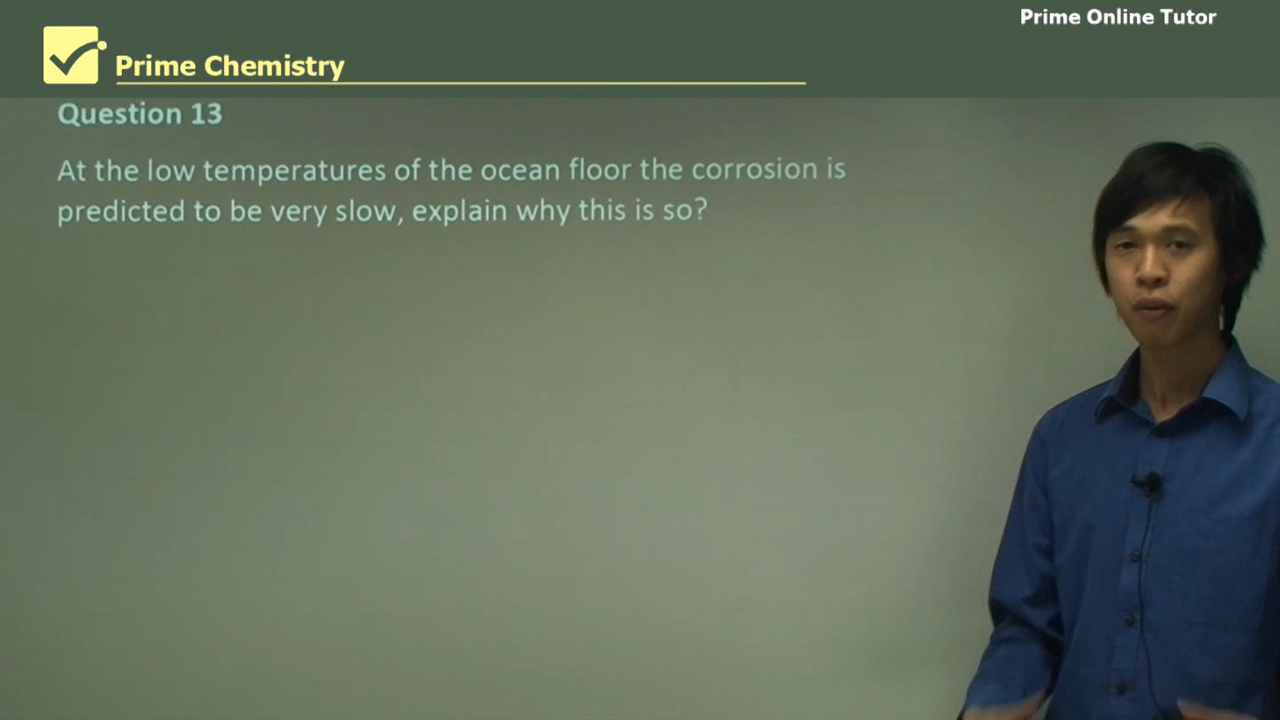 Prime Online Tutor
Prime Chemistry
Question 13
At the low temperatures of the ocean floor the corrosion is
predicted to be very slow, explain why this is so?